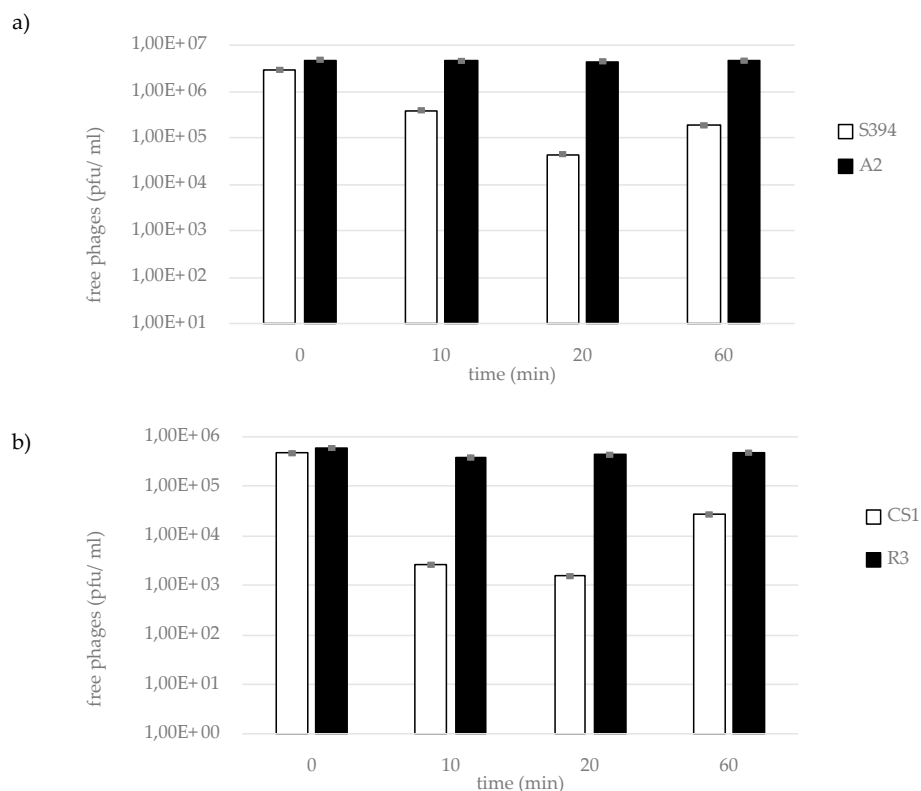 a)
1,00E+07
1,00E+06
1,00E+05
1,00E+04
1,00E+03
1,00E+02
1,00E+01
free phages (pfu/ ml)
0 10 20 60
time (min)
S394
A2
b)
1,00E+06
1,00E+05
1,00E+04
1,00E+03
1,00E+02
1,00E+01
1,00E+00
free phages (pfu/ ml)
0 10 20 60
time (min)
CS1
R3